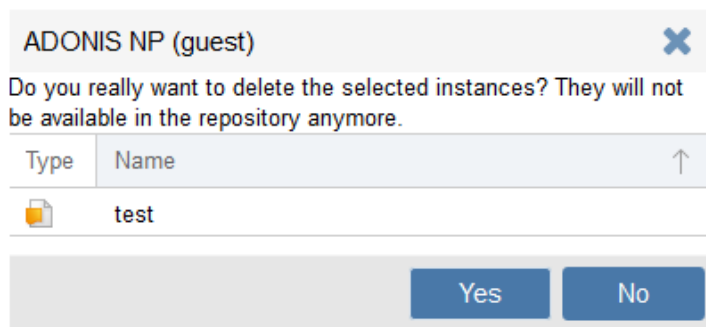 ADONIS NP (guest)
Do you really want to delete the selected instances? They will not
be available in the repository anymore.
Type Name
test
Yes No